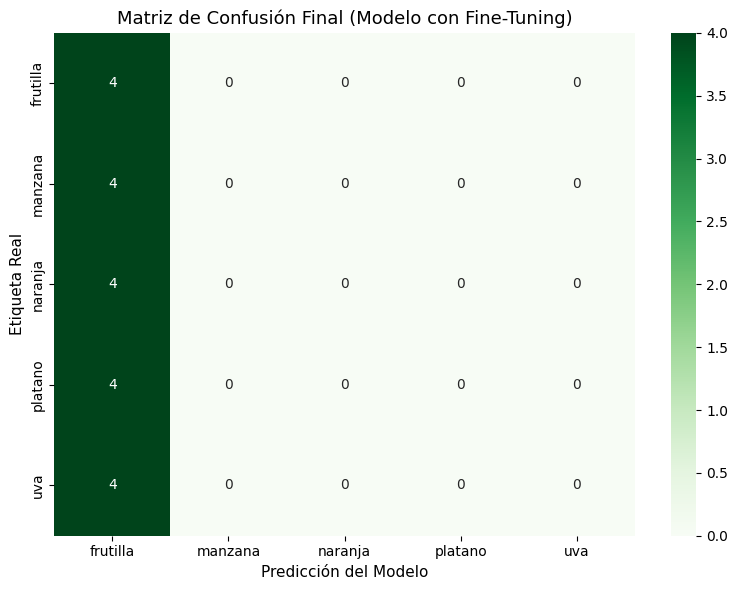 Matriz de Confusión Final (Modelo con Fine-Tuning)
Etiqueta Real
frutilla 4 0 0 0 0
manzana 4 0 0 0 0
naranja 4 0 0 0 0
platano 4 0 0 0 0
uva 4 0 0 0 0
frutilla manzana naranja platano uva
Predicción del Modelo
4.0
3.5
3.0
2.5
2.0
1.5
1.0
0.5
0.0